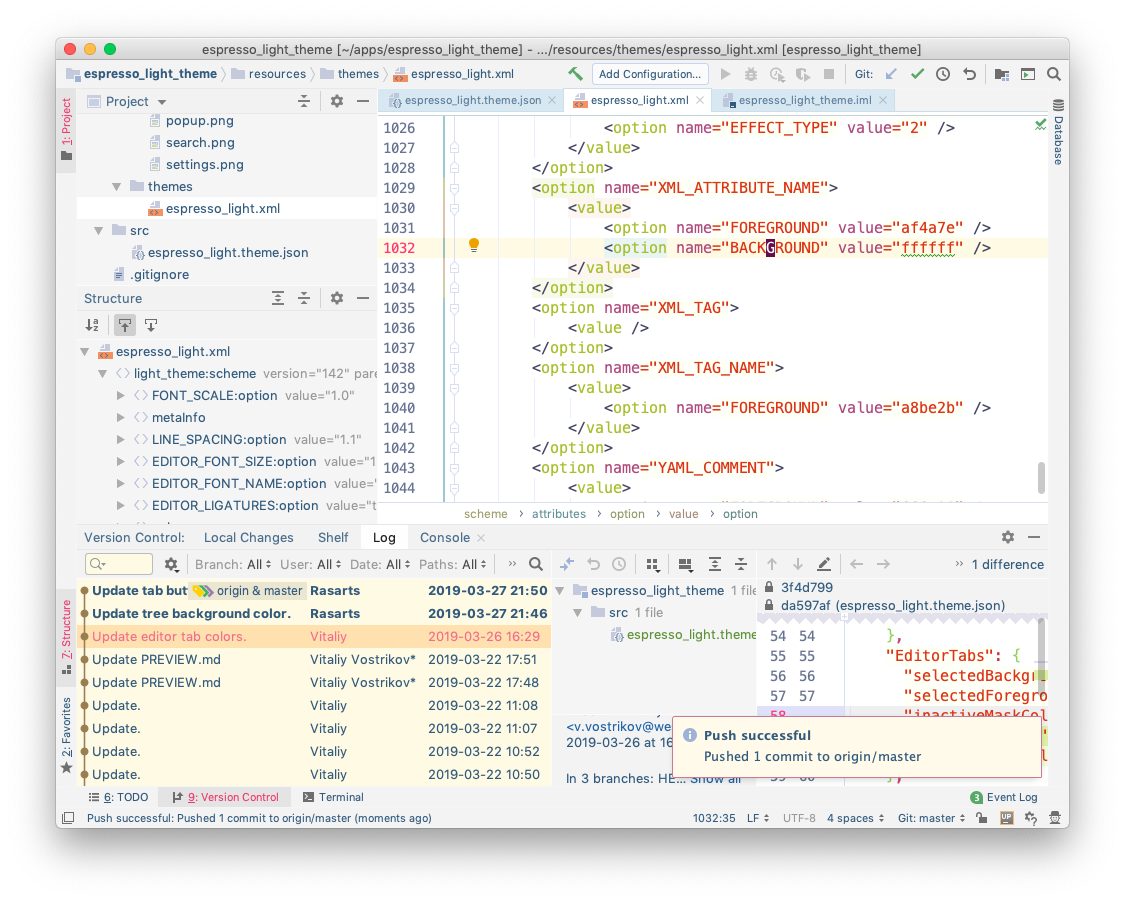 espresso_light_theme [~/apps/espresso_light_theme] - .../resources/themes/espresso_light.xml [espresso_light_theme]
espresso_light_theme resources themes espresso_light.xml Add Configuration... Git:
1: Project
Project
popup.png
search.png
settings.png
themes
espresso_light.xml
src
espresso_light.theme.json
.gitignore
Structure
espresso_light.xml
light_theme:scheme version="142" pare
FONT_SCALE:option value="1.0"
metaInfo
LINE_SPACING:option value="1.1"
EDITOR_FONT_SIZE:option value="1
EDITOR_FONT_NAME:option value=
EDITOR_LIGATURES:option value="t
espresso_light.theme.json espresso_light.xml espresso_light_theme.iml
Database
1026 <option name="EFFECT_TYPE" value="2" />
1027 </value>
1028 </option>
1029 <option name="XML_ATTRIBUTE_NAME">
1030 <value>
1031 <option name="FOREGROUND" value="af4a7e" />
1032 <option name="BACKGROUND" value="ffffff" />
1033 </value>
1034 </option>
1035 <option name="XML_TAG">
1036 <value />
1037 </option>
1038 <option name="XML_TAG_NAME">
1039 <value>
1040 <option name="FOREGROUND" value="a8be2b" />
1041 </value>
1042 </option>
1043 <option name="YAML_COMMENT">
1044 <value>
scheme › attributes › option › value › option
Version Control: Local Changes Shelf Log Console
Branch: All User: All Date: All Paths: All »
Update tab but origin & master Rasarts 2019-03-27 21:50
Update tree background color. Rasarts 2019-03-27 21:46
Update editor tab colors. Vitaliy 2019-03-26 16:29
Update PREVIEW.md Vitaliy Vostrikov* 2019-03-22 17:51
Update PREVIEW.md Vitaliy Vostrikov* 2019-03-22 17:48
Update. Vitaliy 2019-03-22 11:08
Update. Vitaliy 2019-03-22 11:07
Update. Vitaliy 2019-03-22 10:52
Update. Vitaliy 2019-03-22 10:50
7: Structure
2: Favorites
espresso_light_theme 1 file
src 1 file
espresso_light.theme
<v.vostrikov@we
2019-03-26 at 16
In 3 branches: HE... Show all
» 1 difference
3f4d799
da597af (espresso_light.theme.json)
54 54 },
55 55 "EditorTabs": {
56 56 "selectedBackgr
57 57 "selectedForegro
58 "inactiveMaskCol
Push successful
Pushed 1 commit to origin/master
6: TODO 9: Version Control Terminal 3 Event Log
Push successful: Pushed 1 commit to origin/master (moments ago) 1032:35 LF UTF-8 4 spaces Git: master UP